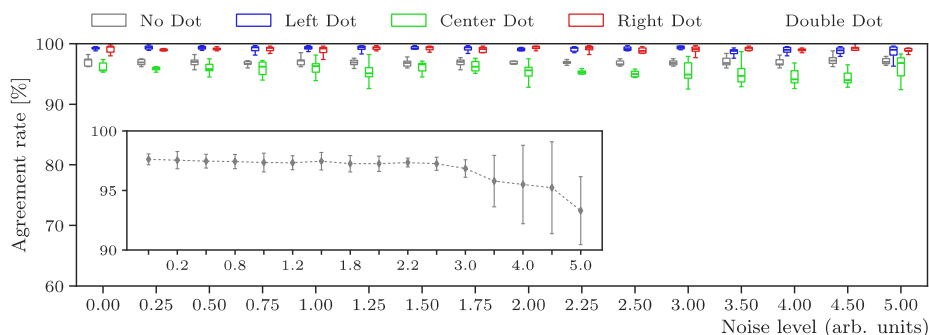 No Dot Left Dot Center Dot Right Dot Double Dot
Agreement rate [%]
100
90
80
70
60
100
95
90
0.2 0.8 1.2 1.8 2.2 3.0 4.0 5.0
0.00 0.25 0.50 0.75 1.00 1.25 1.50 1.75 2.00 2.25 2.50 3.00 3.50 4.00 4.50 5.00
Noise level (arb. units)